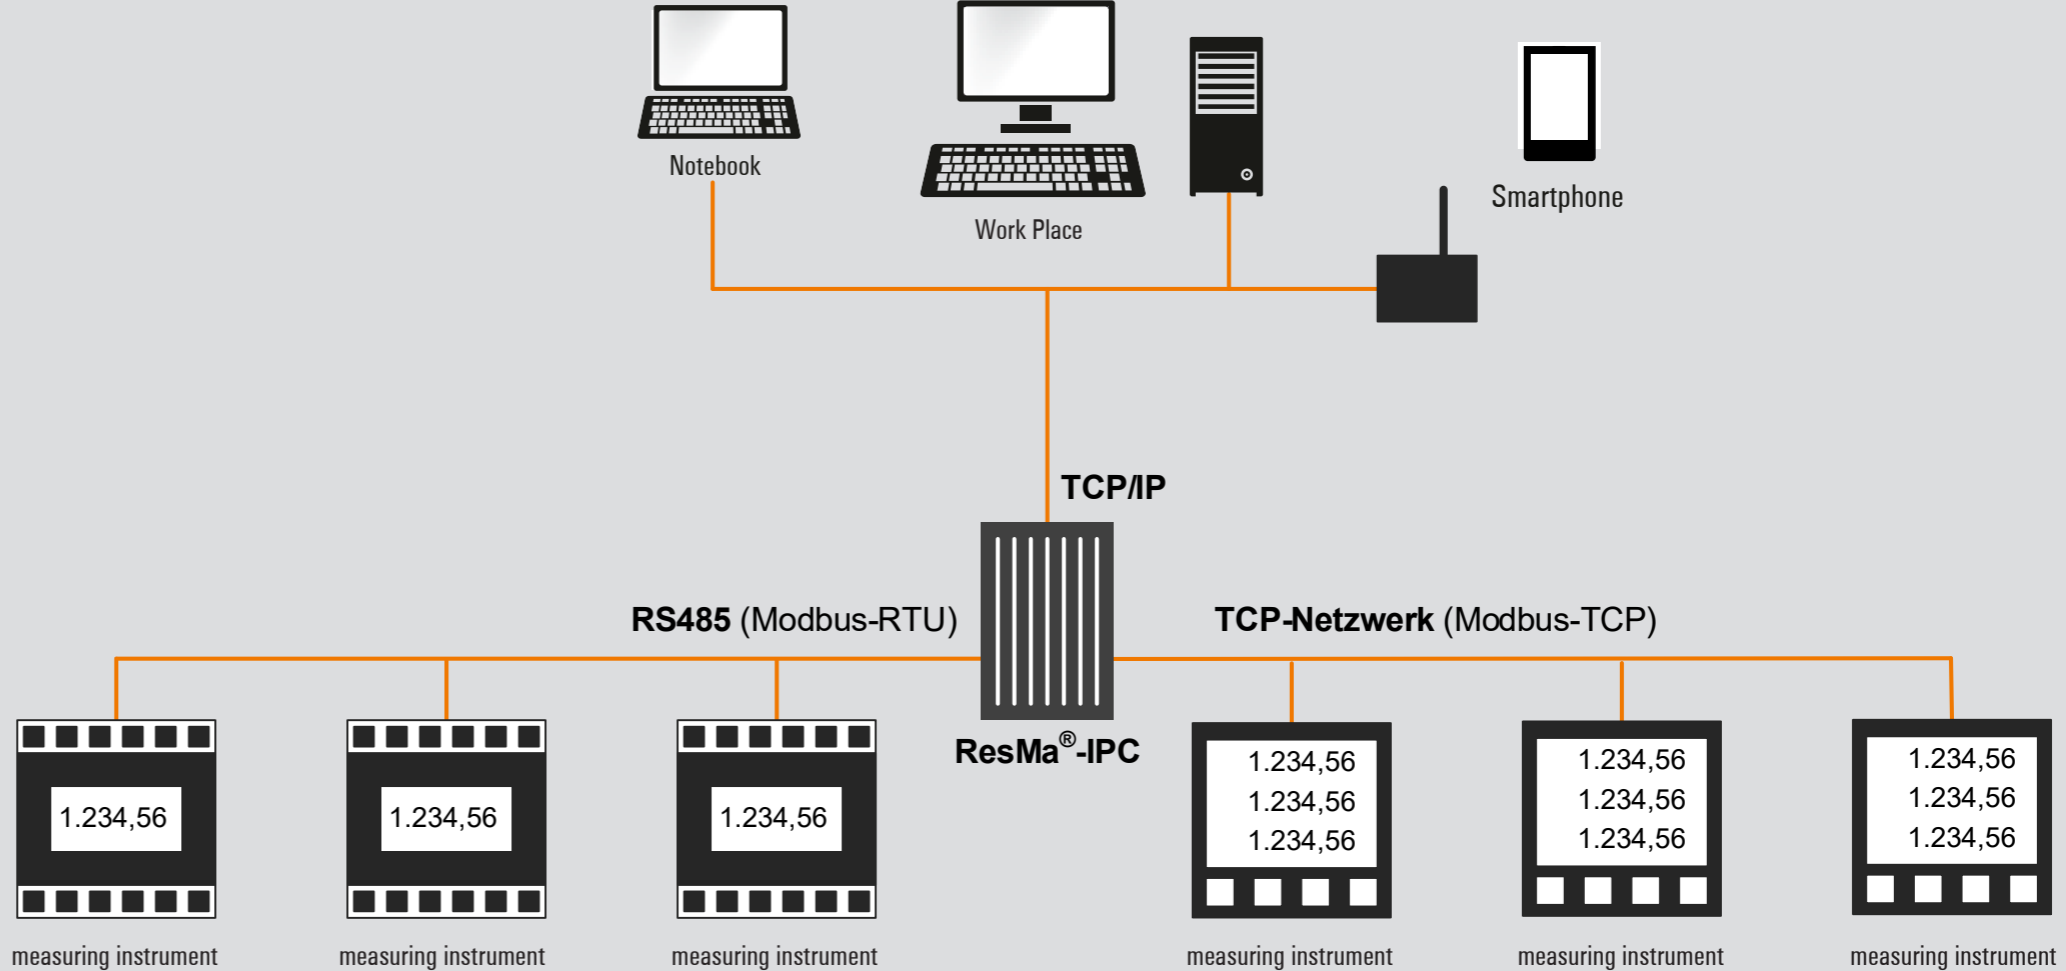 Notebook
Work Place
Smartphone
TCP/IP
RS485 (Modbus-RTU)
TCP-Netzwerk (Modbus-TCP)
ResMa®-IPC
1.234,56
1.234,56
1.234,56
1.234,56
1.234,56
1.234,56
1.234,56
1.234,56
1.234,56
1.234,56
1.234,56
1.234,56
measuring instrument
measuring instrument
measuring instrument
measuring instrument
measuring instrument
measuring instrument